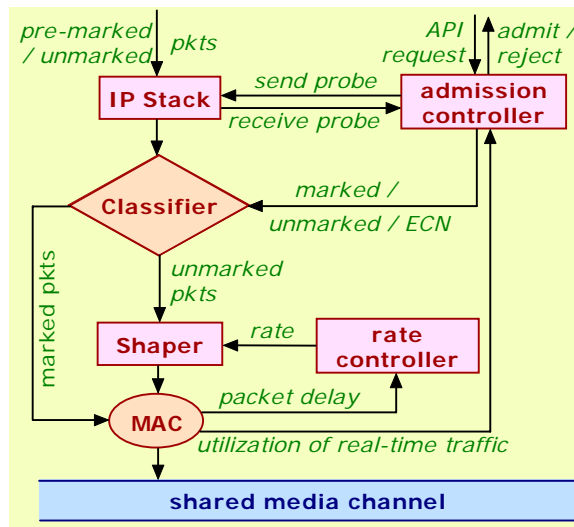 pre-marked
/ unmarked
pkts
API
request
admit /
reject
IP Stack
send probe
receive probe
admission
controller
Classifier
marked /
unmarked / ECN
marked pkts
unmarked
pkts
Shaper
rate
rate
controller
MAC
packet delay
utilization of real-time traffic
shared media channel